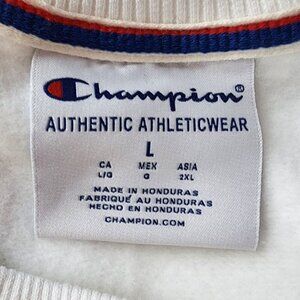 Champion®
AUTHENTIC ATHLETICWEAR
L
CA MEX ASIA
L/G G 2XL
MADE IN HONDURAS
FABRIQUÉ AU HONDURAS
HECHO EN HONDURAS
CHAMPION.COM